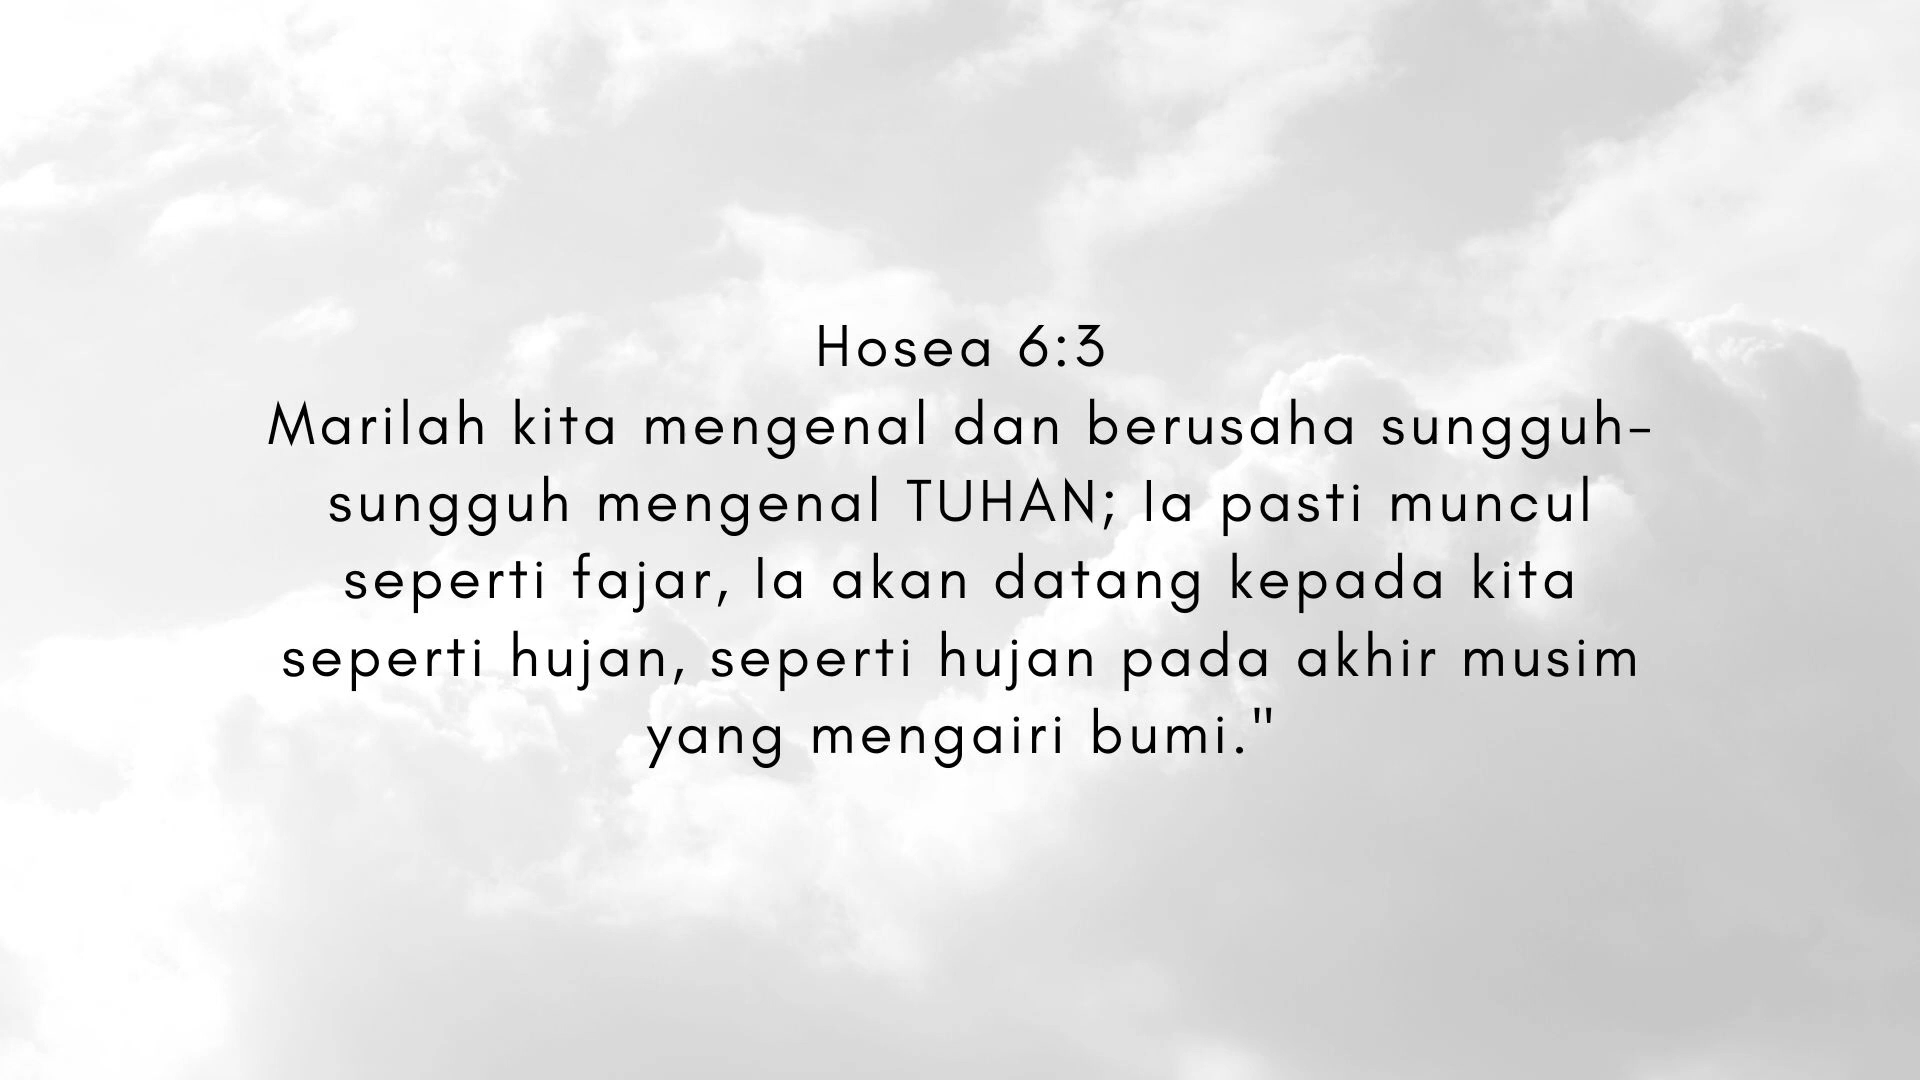 Hosea 6:3
Marilah kita mengenal dan berusaha sungguh-
sungguh mengenal TUHAN; Ia pasti muncul
seperti fajar, Ia akan datang kepada kita
seperti hujan, seperti hujan pada akhir musim
yang mengairi bumi."